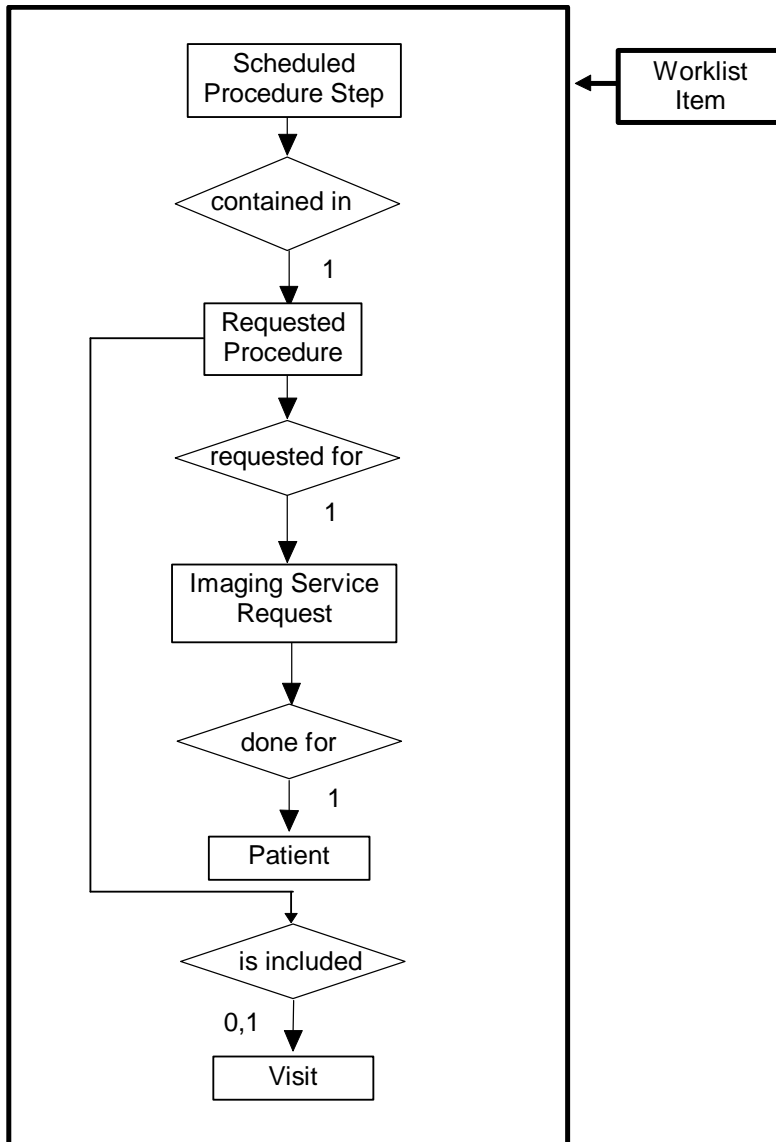 Scheduled
Procedure Step
Worklist
Item
contained in
1
Requested
Procedure
requested for
1
Imaging Service
Request
done for
1
Patient
is included
0,1
Visit